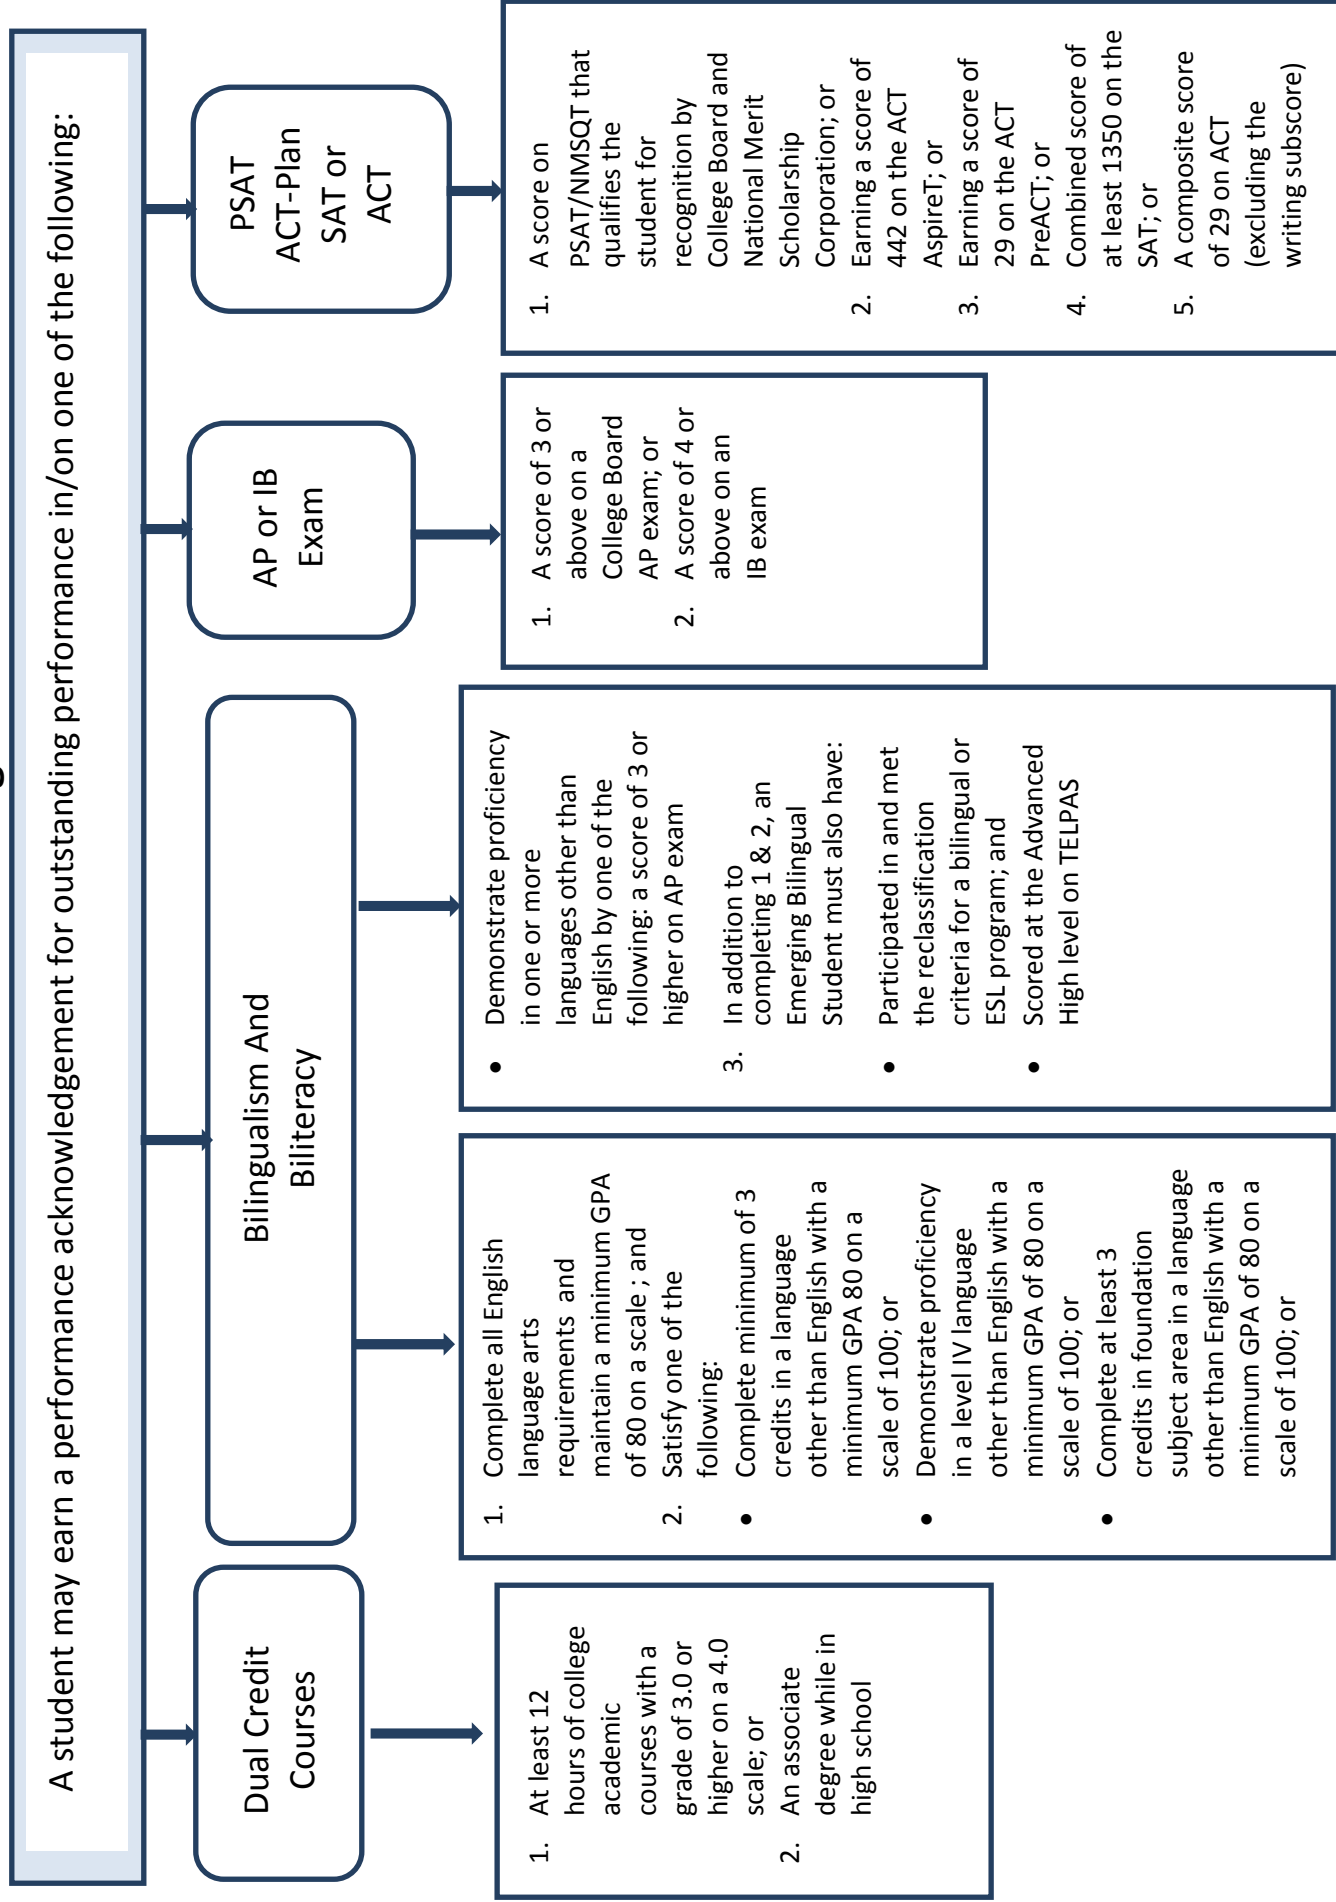 A student may earn a performance acknowledgement for outstanding performance in/on one of the following:
Dual Credit
Courses
1. At least 12
hours of college
academic
courses with a
grade of 3.0 or
higher on a 4.0
scale; or
2. An associate
degree while in
high school
Bilingualism And
Biliteracy
1. Complete all English
language arts
requirements and
maintain a minimum GPA
of 80 on a scale ; and
2. Satisfy one of the
following:
• Complete minimum of 3
credits in a language
other than English with a
minimum GPA 80 on a
scale of 100; or
• Demonstrate proficiency
in a level IV language
other than English with a
minimum GPA of 80 on a
scale of 100; or
• Complete at least 3
credits in foundation
subject area in a language
other than English with a
minimum GPA of 80 on a
scale of 100; or
• Demonstrate proficiency
in one or more
languages other than
English by one of the
following: a score of 3 or
higher on AP exam
3. In addition to
completing 1 & 2, an
Emerging Bilingual
Student must also have:
• Participated in and met
the reclassification
criteria for a bilingual or
ESL program; and
• Scored at the Advanced
High level on TELPAS
AP or IB
Exam
1. A score of 3 or
above on a
College Board
AP exam; or
2. A score of 4 or
above on an
IB exam
PSAT
ACT-Plan
SAT or
ACT
1. A score on
PSAT/NMSQT that
qualifies the
student for
recognition by
College Board and
National Merit
Scholarship
Corporation; or
2. Earning a score of
442 on the ACT
AspireT; or
3. Earning a score of
29 on the ACT
PreACT; or
4. Combined score of
at least 1350 on the
SAT; or
5. A composite score
of 29 on ACT
(excluding the
writing subscore)